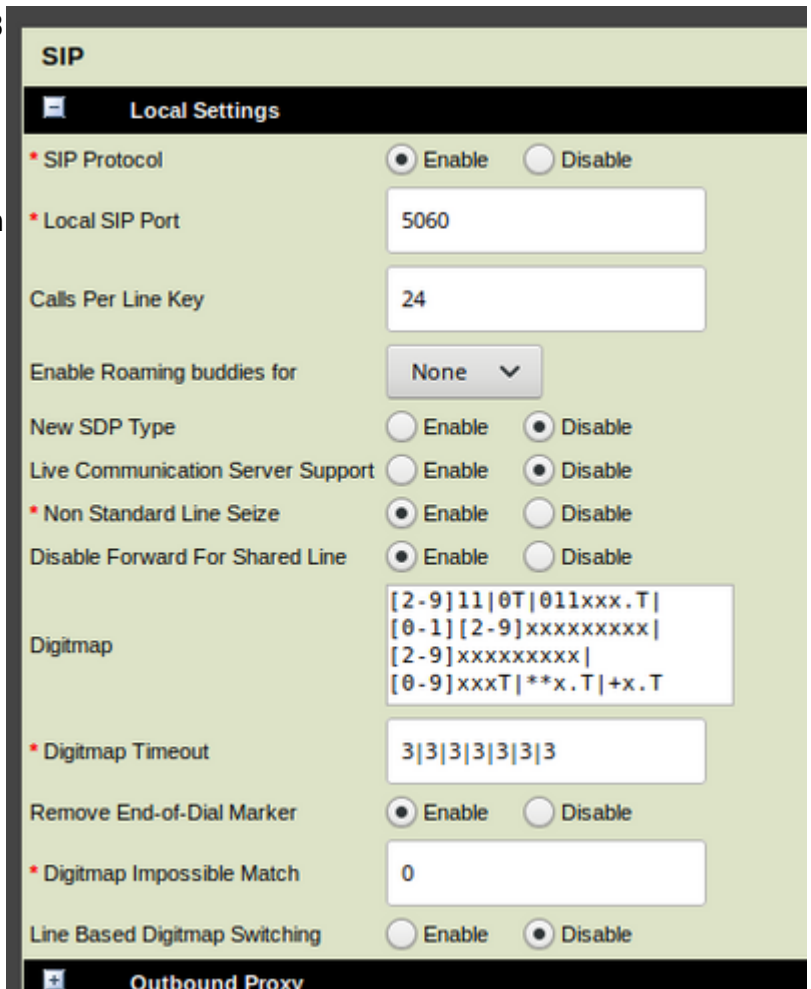 SIP
Local Settings
* SIP Protocol Enable Disable
* Local SIP Port 5060
Calls Per Line Key 24
Enable Roaming buddies for None
New SDP Type Enable Disable
Live Communication Server Support Enable Disable
* Non Standard Line Seize Enable Disable
Disable Forward For Shared Line Enable Disable
Digitmap
[2-9]11|0T|011xxx.T|
[0-1][2-9]xxxxxxxxx|
[2-9]xxxxxxxxx|
[0-9]xxxT|**x.T|+x.T
* Digitmap Timeout 3|3|3|3|3|3|3|3
Remove End-of-Dial Marker Enable Disable
* Digitmap Impossible Match 0
Line Based Digitmap Switching Enable Disable
Outbound Proxy